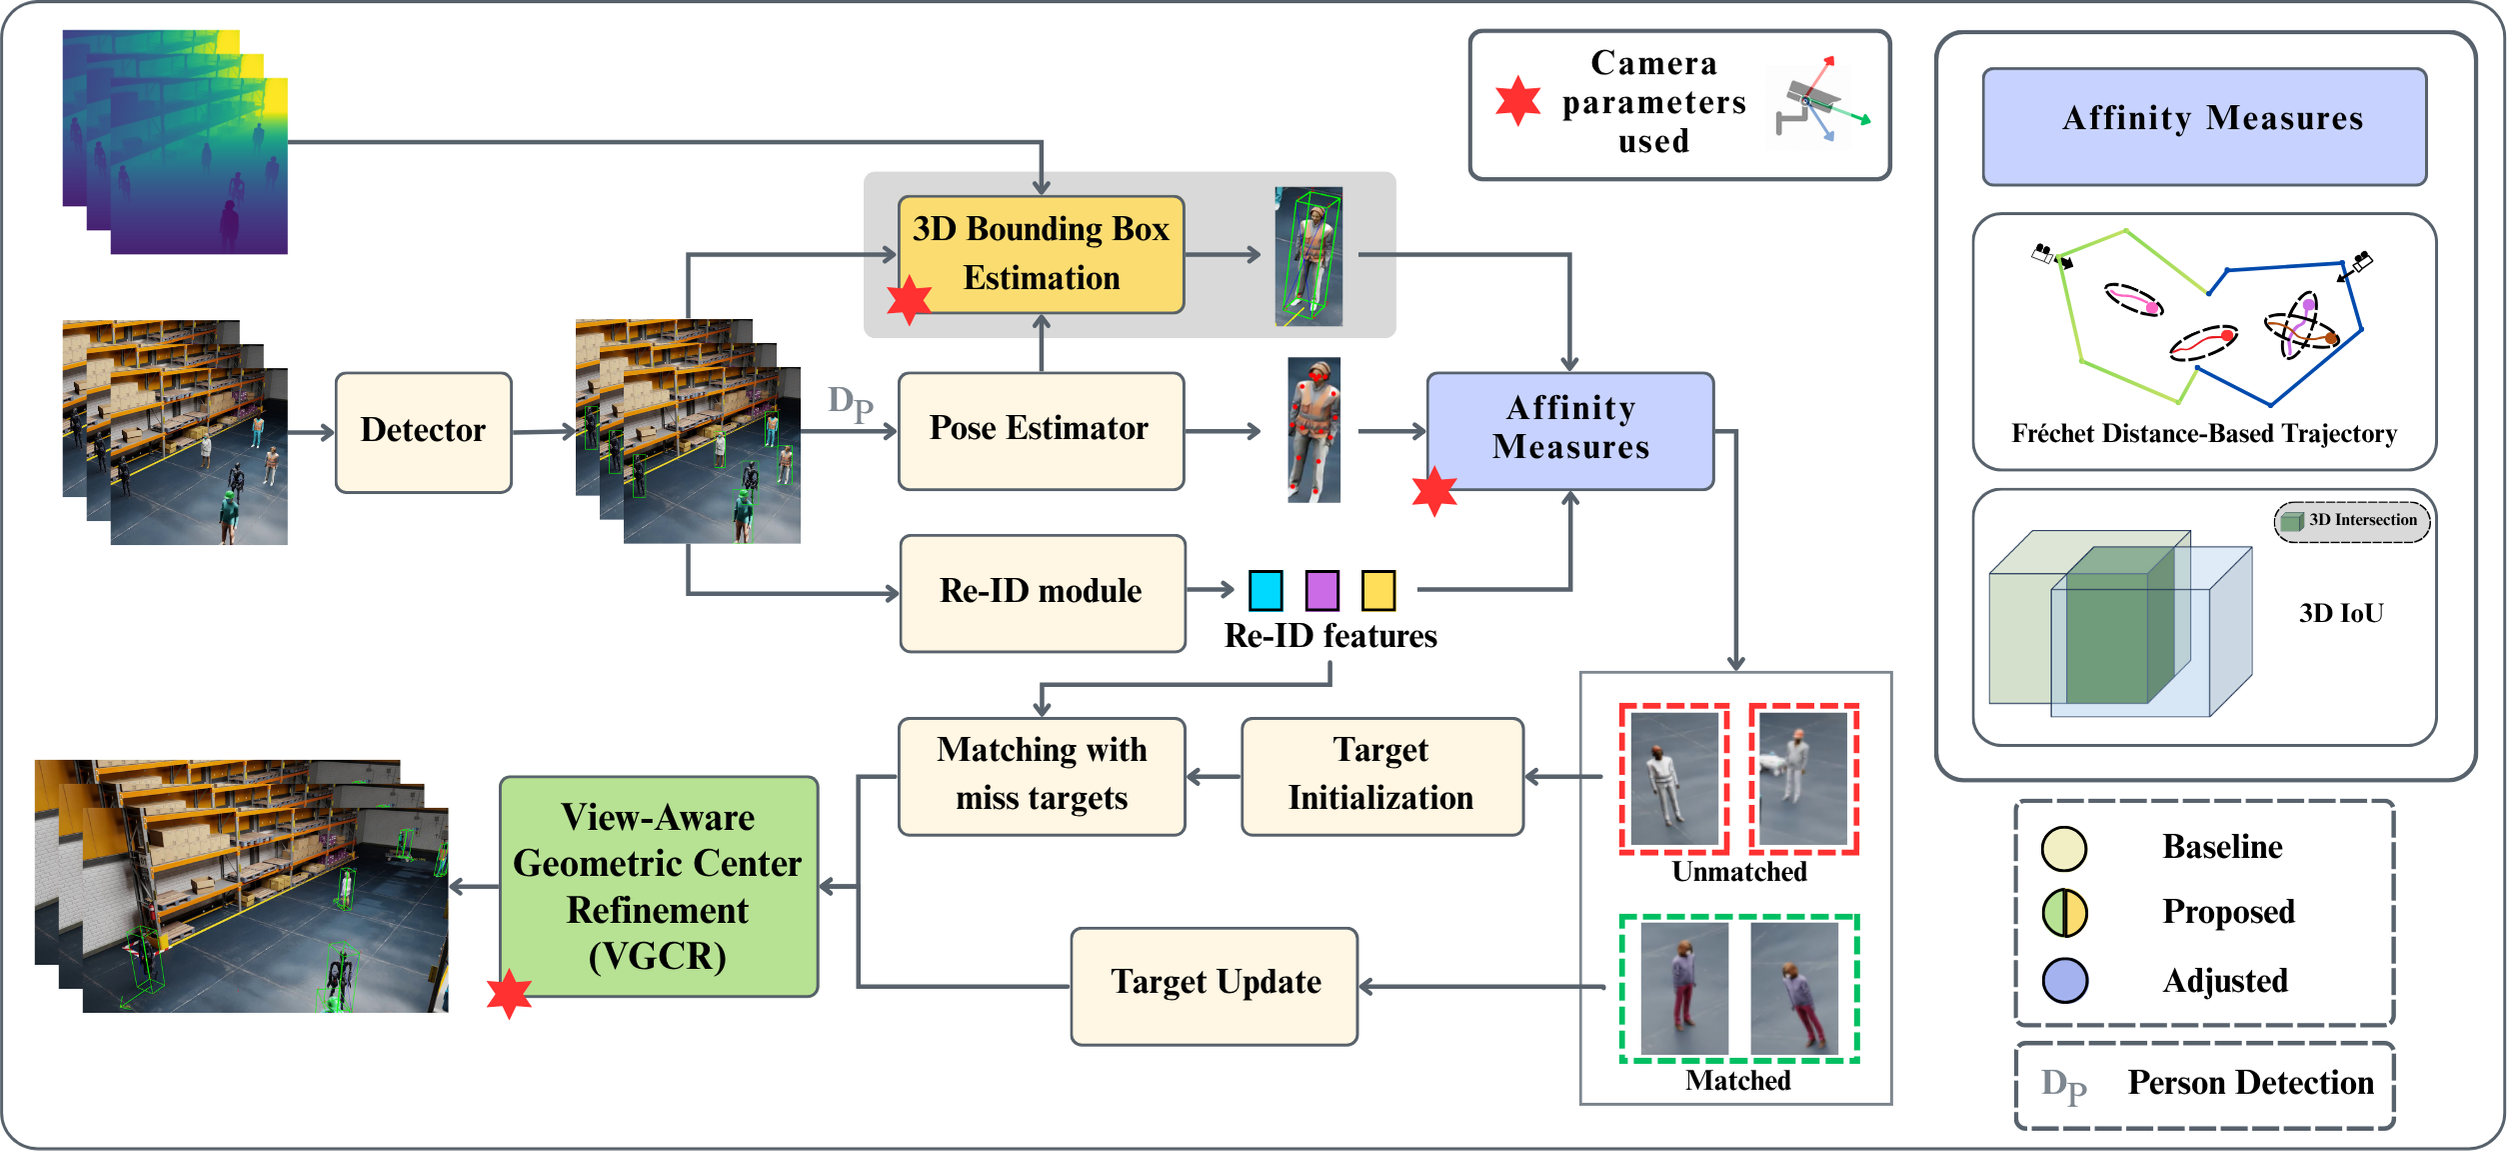 Camera
parameters
used
Affinity Measures
3D Bounding Box
Estimation
Detector
DP
Pose Estimator
Affinity
Measures
Fréchet Distance-Based Trajectory
3D Intersection
3D IoU
Re-ID module
Re-ID features
Matching with
miss targets
Target
Initialization
Unmatched
View-Aware
Geometric Center
Refinement
(VGCR)
Target Update
Matched
Baseline
Proposed
Adjusted
DP Person Detection